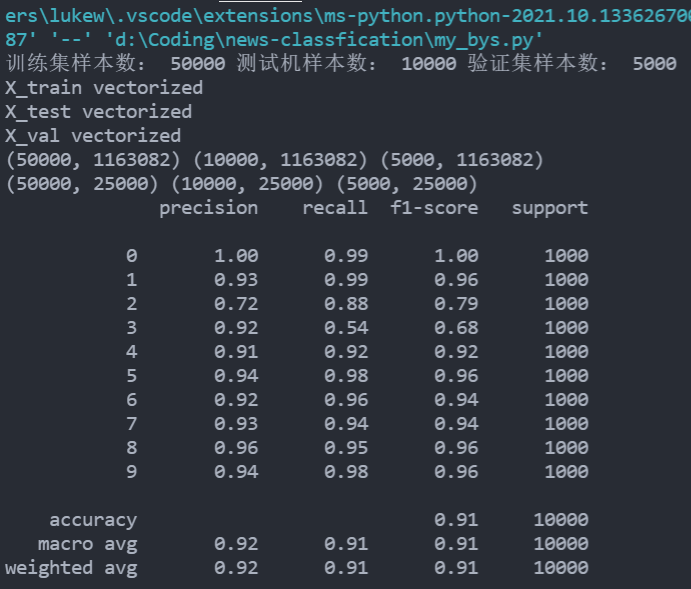 ers\lukew\.vscode\extensions\ms-python.python-2021.10.133626700
87' '--' 'd:\Coding\news-classfication\my_bys.py'
训练集样本数： 50000 测试机样本数： 10000 验证集样本数： 5000
X_train vectorized
X_test vectorized
X_val vectorized
(50000, 1163082) (10000, 1163082) (5000, 1163082)
(50000, 25000) (10000, 25000) (5000, 25000)
precision recall f1-score support
0 1.00 0.99 1.00 1000
1 0.93 0.99 0.96 1000
2 0.72 0.88 0.79 1000
3 0.92 0.54 0.68 1000
4 0.91 0.92 0.92 1000
5 0.94 0.98 0.96 1000
6 0.92 0.96 0.94 1000
7 0.93 0.94 0.94 1000
8 0.96 0.95 0.96 1000
9 0.94 0.98 0.96 1000
accuracy 0.91 10000
macro avg 0.92 0.91 0.91 10000
weighted avg 0.92 0.91 0.91 10000